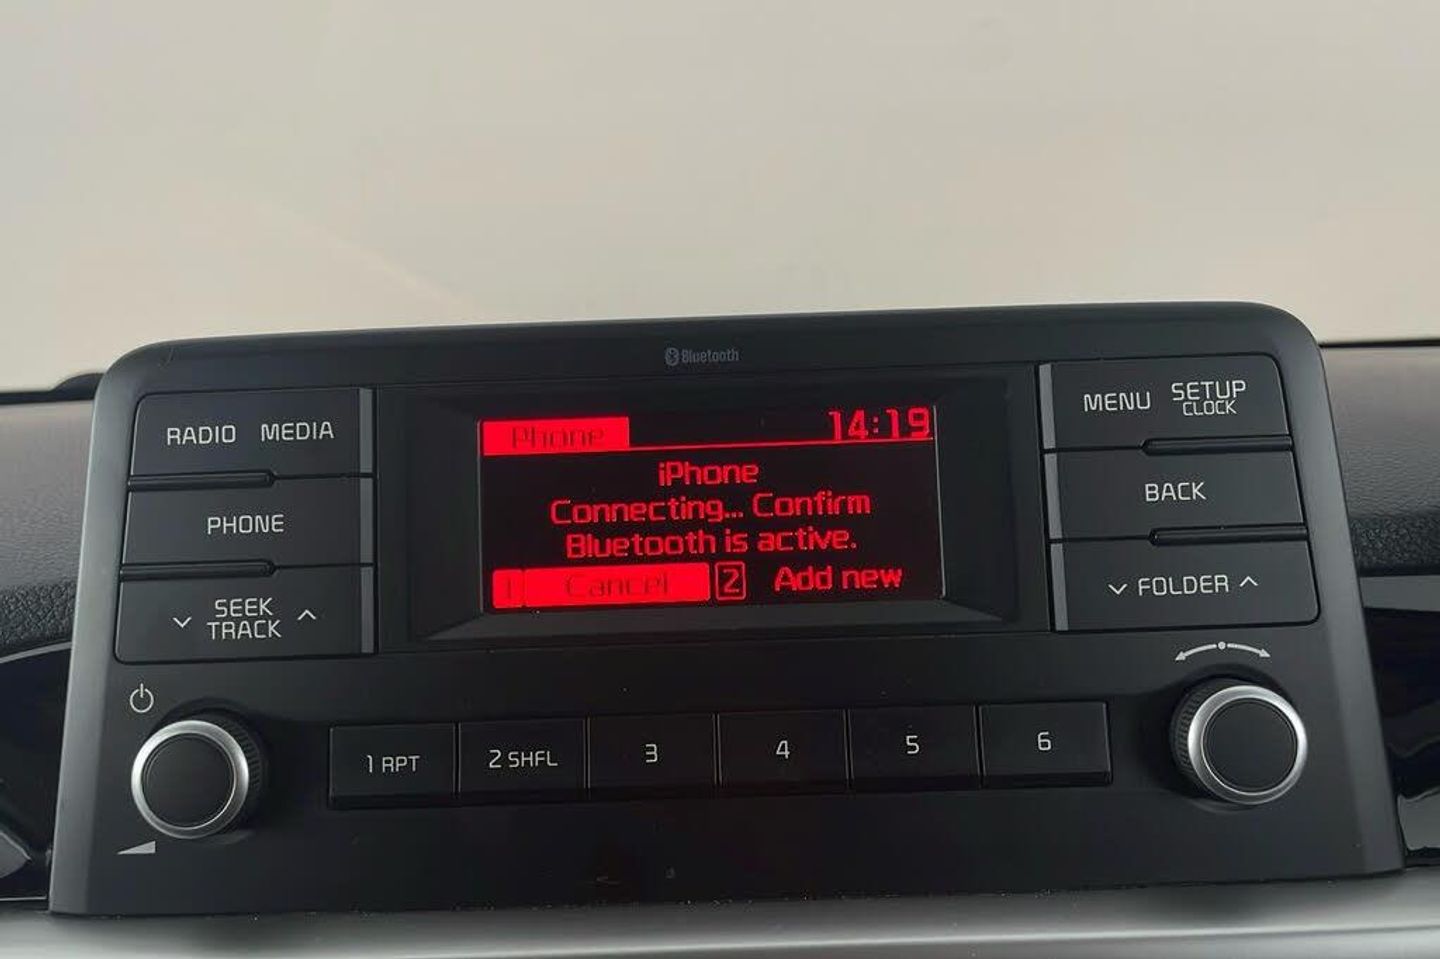 Bluetooth
RADIO MEDIA
PHONE
SEEK
TRACK
Phone 14:19
iPhone
Connecting... Confirm
Bluetooth is active.
1 Cancel 2 Add new
MENU SETUP
CLOCK
BACK
FOLDER
1 RPT 2 SHFL 3 4 5 6